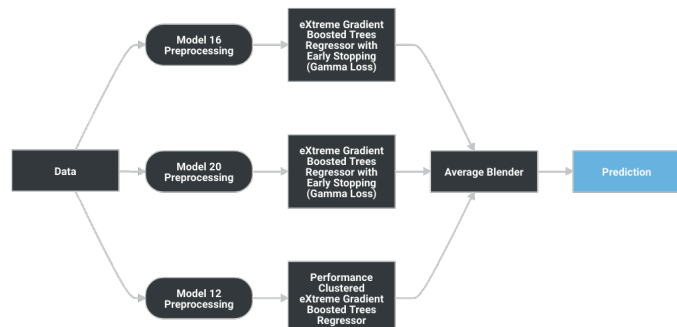 Model 16
Preprocessing
eXtreme Gradient
Boosted Trees
Regressor with
Early Stopping
(Gamma Loss)
Data
Model 20
Preprocessing
eXtreme Gradient
Boosted Trees
Regressor with
Early Stopping
(Gamma Loss)
Average Blender
Prediction
Model 12
Preprocessing
Performance
Clustered
eXtreme Gradient
Boosted Trees
Regressor